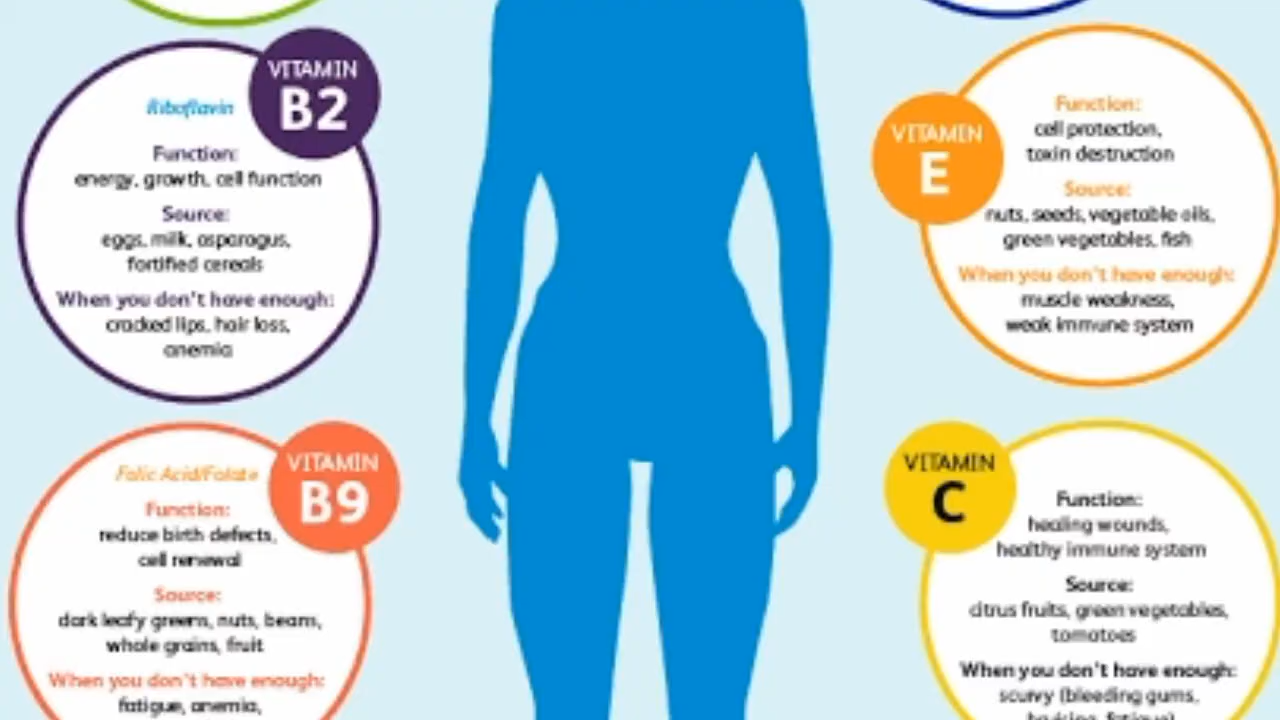 VITAMIN
B2
Riboflavin
Function:
energy, growth, cell function
Source:
eggs, milk, asparagus,
fortified cereals
When you don't have enough:
cracked lips, hair loss,
anemia
VITAMIN
B9
Folic Acid/Folate
Function:
reduce birth defects,
cell renewal
Source:
dark leafy greens, nuts, beans,
whole grains, fruit
When you don't have enough:
fatigue, anemia,
VITAMIN
E
Function:
cell protection,
toxin destruction
Source:
nuts, seeds, vegetable oils,
green vegetables, fish
When you don't have enough:
muscle weakness,
weak immune system
VITAMIN
C
Function:
healing wounds,
healthy immune system
Source:
citrus fruits, green vegetables,
tomatoes
When you don't have enough:
scurvy (bleeding gums,
bruising, fatigue)